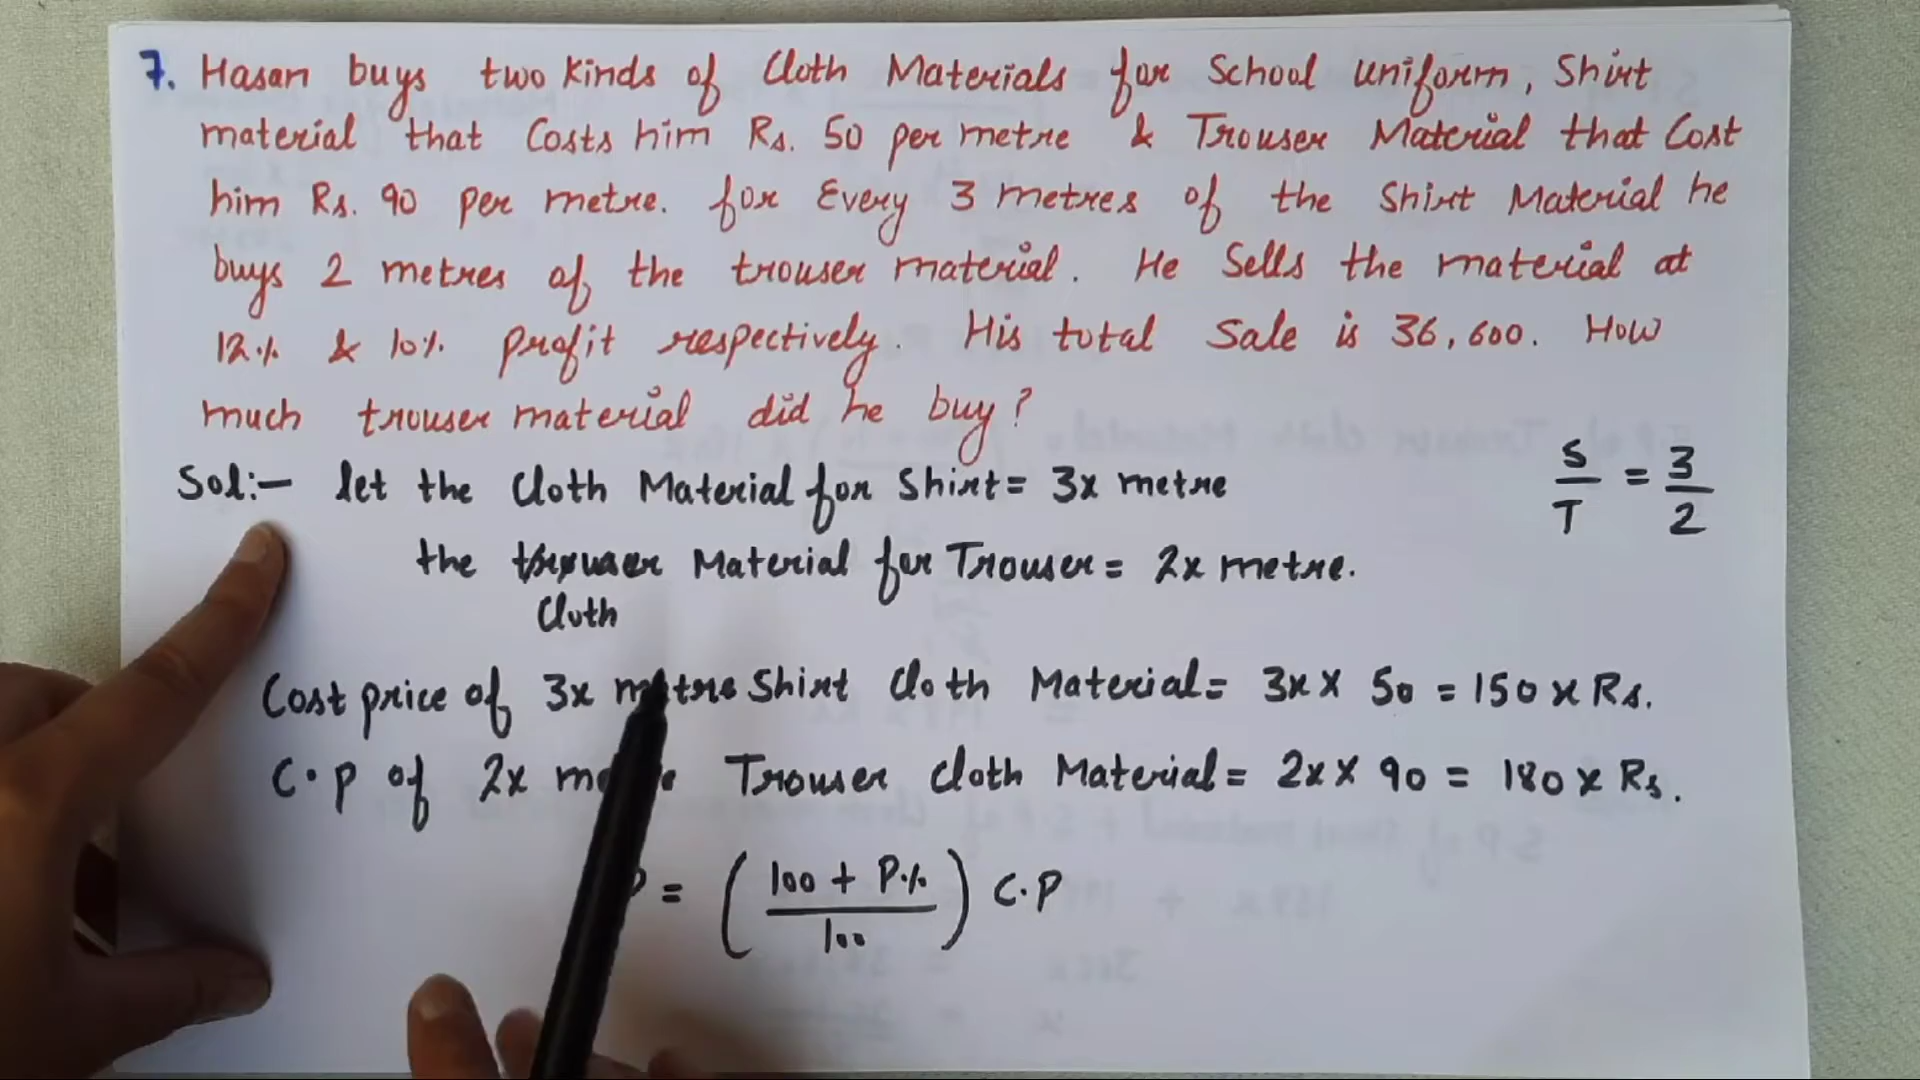 7. Hasan buys two kinds of Cloth Materials for School uniform, Shirt
material that Costs him Rs. 50 per metre & Trouser Material that Cost
him Rs. 90 per metre. for Every 3 metres of the Shirt Material he
buys 2 metres of the trouser material. He Sells the material at
12% & 10% profit respectively. His total Sale is 36,600. How
much trouser material did he buy?
Sol:- let the Cloth Material for Shirt = 3x metre
S/T = 3/2
the Material for Trouser = 2x metre.
Cloth
Cost price of 3x metre Shirt Cloth Material = 3x × 50 = 150x Rs.
C.P of 2x Trouser Cloth Material = 2x × 90 = 180x Rs.
= (100 + P% / 100) C.P